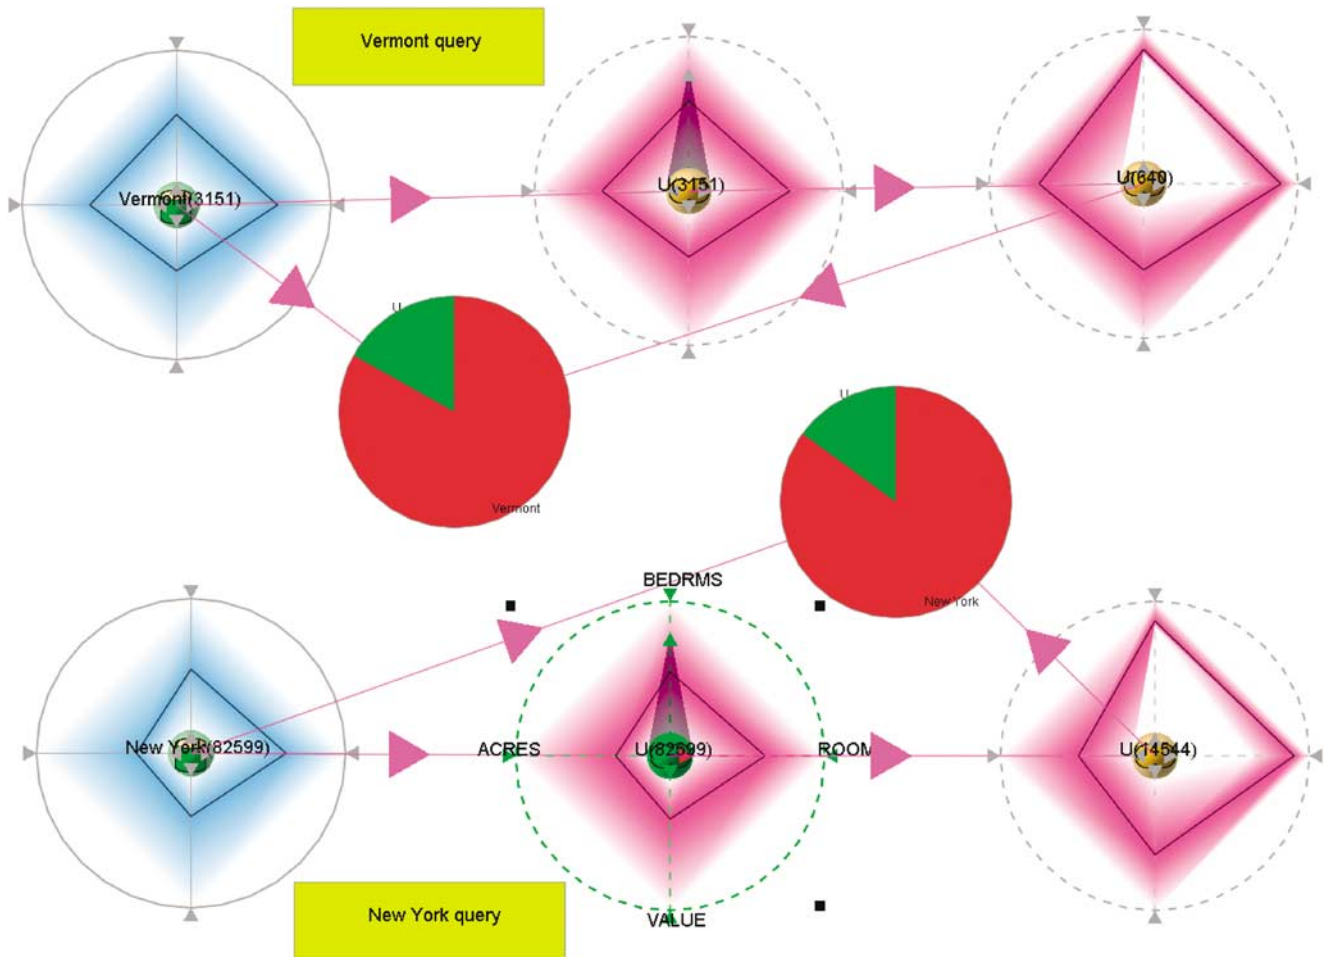 Vermont query
Vermont(3151)
U(3151)
U(640)
U
Vermont
U
New York
BEDRMS
ACRES
ROOM
New York(82599)
U(82599)
U(14544)
VALUE
New York query